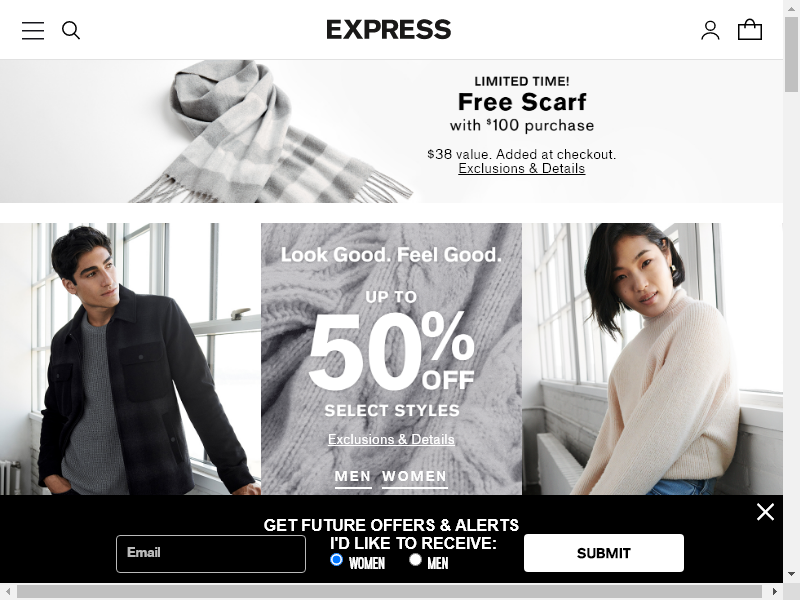 EXPRESS
LIMITED TIME!
Free Scarf
with $100 purchase
$38 value. Added at checkout.
Exclusions & Details
Look Good. Feel Good.
UP TO
50%
OFF
SELECT STYLES
Exclusions & Details
MEN WOMEN
GET FUTURE OFFERS & ALERTS
I'D LIKE TO RECEIVE:
Email
WOMEN
MEN
SUBMIT